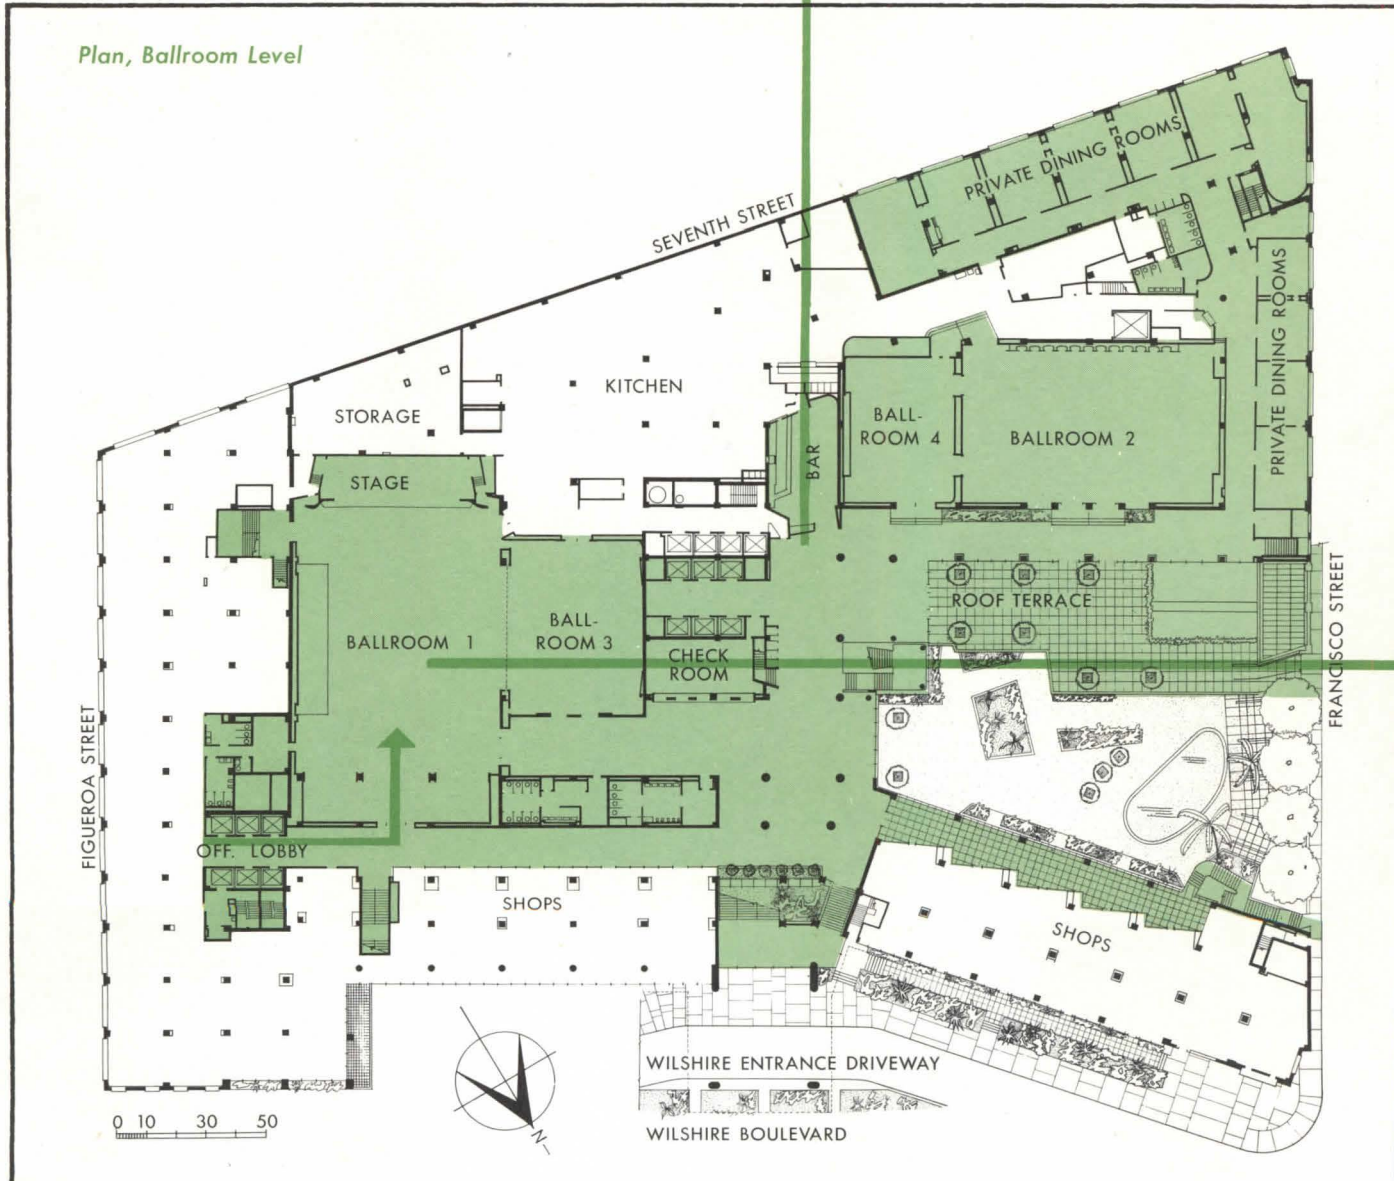 Plan, Ballroom Level
PRIVATE DINING ROOMS
SEVENTH STREET
PRIVATE DINING ROOMS
KITCHEN
STORAGE
BALL-
ROOM 4
BALLROOM 2
BAR
STAGE
ROOF TERRACE
FRANCISCO STREET
BALLROOM 1
BALL-
ROOM 3
CHECK
ROOM
FIGUEROA STREET
OFF. LOBBY
SHOPS
SHOPS
WILSHIRE ENTRANCE DRIVEWAY
0 10 30 50
WILSHIRE BOULEVARD
-N-